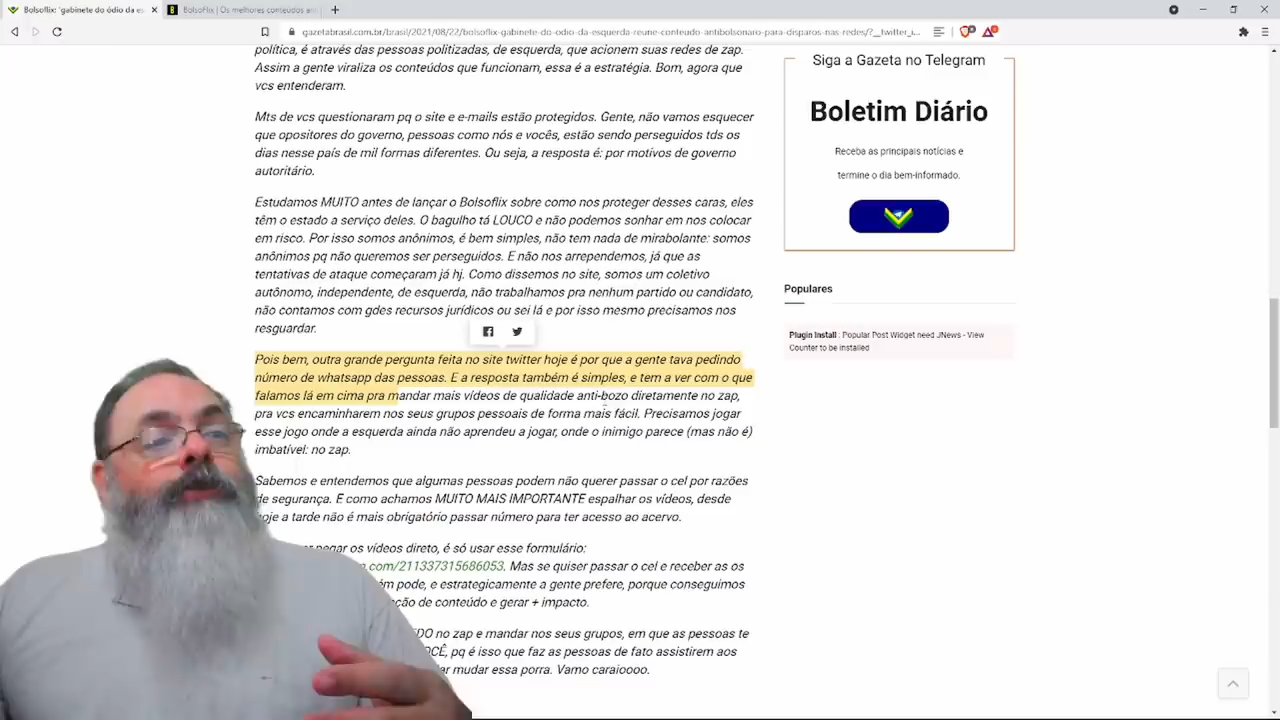 Bolsoflix: 'gabinete do ódio da es
BolsoFlix | Os melhores conteúdos ant
gazetabrasil.com.br/brasil/2021/08/22/bolsoflix-gabinete-do-odio-da-esquerda-reune-conteudo-antibolsonaro-para-disparos-nas-redes/?__twitter_i...
política, é através das pessoas politizadas, de esquerda, que acionem suas redes de zap.
Assim a gente viraliza os conteúdos que funcionam, essa é a estratégia. Bom, agora que
vcs entenderam.
Mts de vcs questionaram pq o site e e-mails estão protegidos. Gente, não vamos esquecer
que opositores do governo, pessoas como nós e vocês, estão sendo perseguidos tds os
dias nesse país de mil formas diferentes. Ou seja, a resposta é: por motivos de governo
autoritário.
Estudamos MUITO antes de lançar o Bolsoflix sobre como nos proteger desses caras, eles
têm o estado a serviço deles. O bagulho tá LOUCO e não podemos sonhar em nos colocar
em risco. Por isso somos anônimos, é bem simples, não tem nada de mirabolante: somos
anônimos pq não queremos ser perseguidos. E não nos arrependemos, já que as
tentativas de ataque começaram já hj. Como dissemos no site, somos um coletivo
autônomo, independente, de esquerda, não trabalhamos pra nenhum partido ou candidato,
não contamos com gdes recursos jurídicos ou sei lá e por isso mesmo precisamos nos
resguardar.
Pois bem, outra grande pergunta feita no site twitter hoje é por que a gente tava pedindo
número de whatsapp das pessoas. E a resposta também é simples, e tem a ver com o que
falamos lá em cima pra mandar mais vídeos de qualidade anti-bozo diretamente no zap,
pra vcs encaminharem nos seus grupos pessoais de forma mais fácil. Precisamos jogar
esse jogo onde a esquerda ainda não aprendeu a jogar, onde o inimigo parece (mas não é)
imbatível: no zap.
Sabemos e entendemos que algumas pessoas podem não querer passar o cel por razões
de segurança. E como achamos MUITO MAIS IMPORTANTE espalhar os vídeos, desde
hoje a tarde não é mais obrigatório passar número para ter acesso ao acervo.
pegar os vídeos direto, é só usar esse formulário:
com/211337315686053. Mas se quiser passar o cel e receber as os
pode, e estrategicamente a gente prefere, porque conseguimos
de conteúdo e gerar + impacto.
no zap e mandar nos seus grupos, em que as pessoas te
pq é isso que faz as pessoas de fato assistirem aos
mudar essa porra. Vamo caraioooo.
Siga a Gazeta no Telegram
Boletim Diário
Receba as principais notícias e
termine o dia bem-informado.
Populares
Plugin Install : Popular Post Widget need JNews - View
Counter to be installed